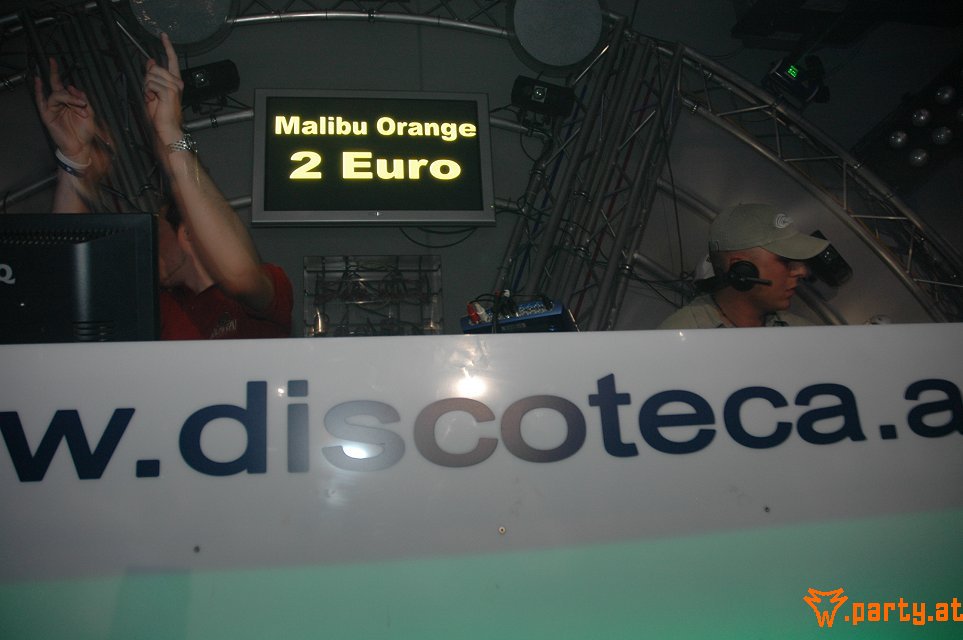 Malibu Orange
2 Euro
Q
w.discoteca.a
w.party.at